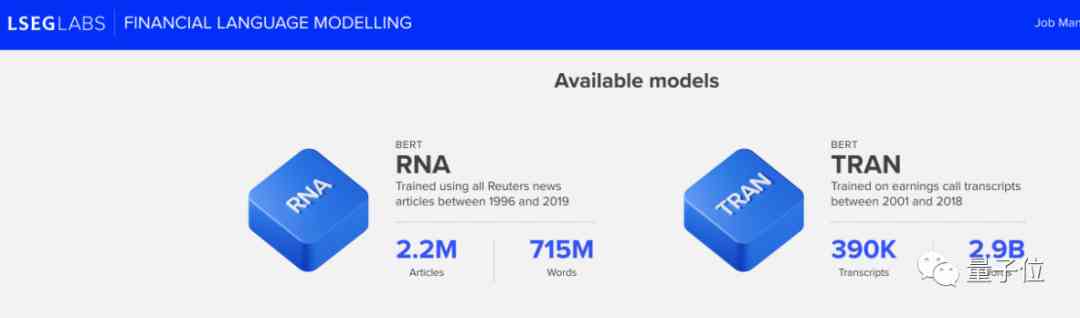 LSEG LABS FINANCIAL LANGUAGE MODELLING
Job Man
Available models
RNA
BERT
RNA
Trained using all Reuters news
articles between 1996 and 2019
2.2M
Articles
715M
Words
TRAN
BERT
TRAN
Trained on earnings call transcripts
between 2001 and 2018
390K
Transcripts
2.9B
量子位